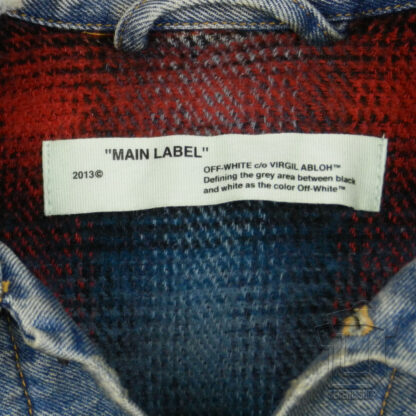 "MAIN LABEL"
2013©
OFF-WHITE c/o VIRGIL ABLOH™
Defining the grey area between black
and white as the color Off-White™